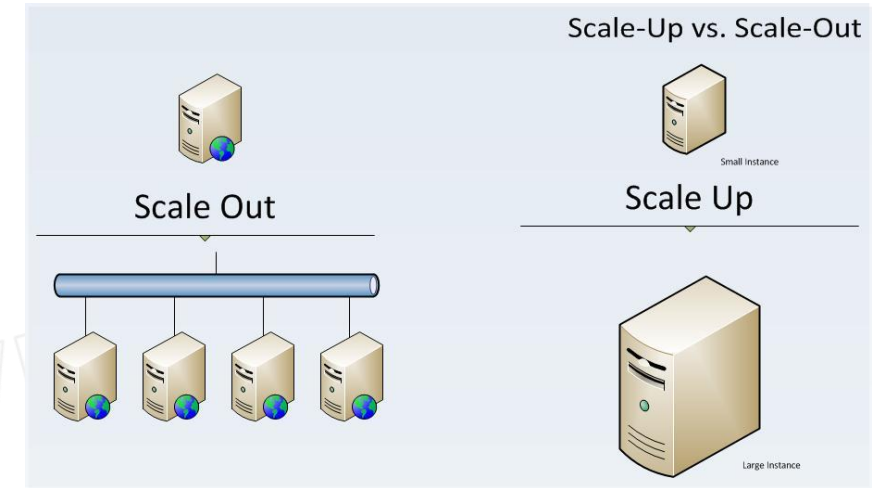 Scale-Up vs. Scale-Out
Small Instance
Scale Out
Scale Up
Large Instance